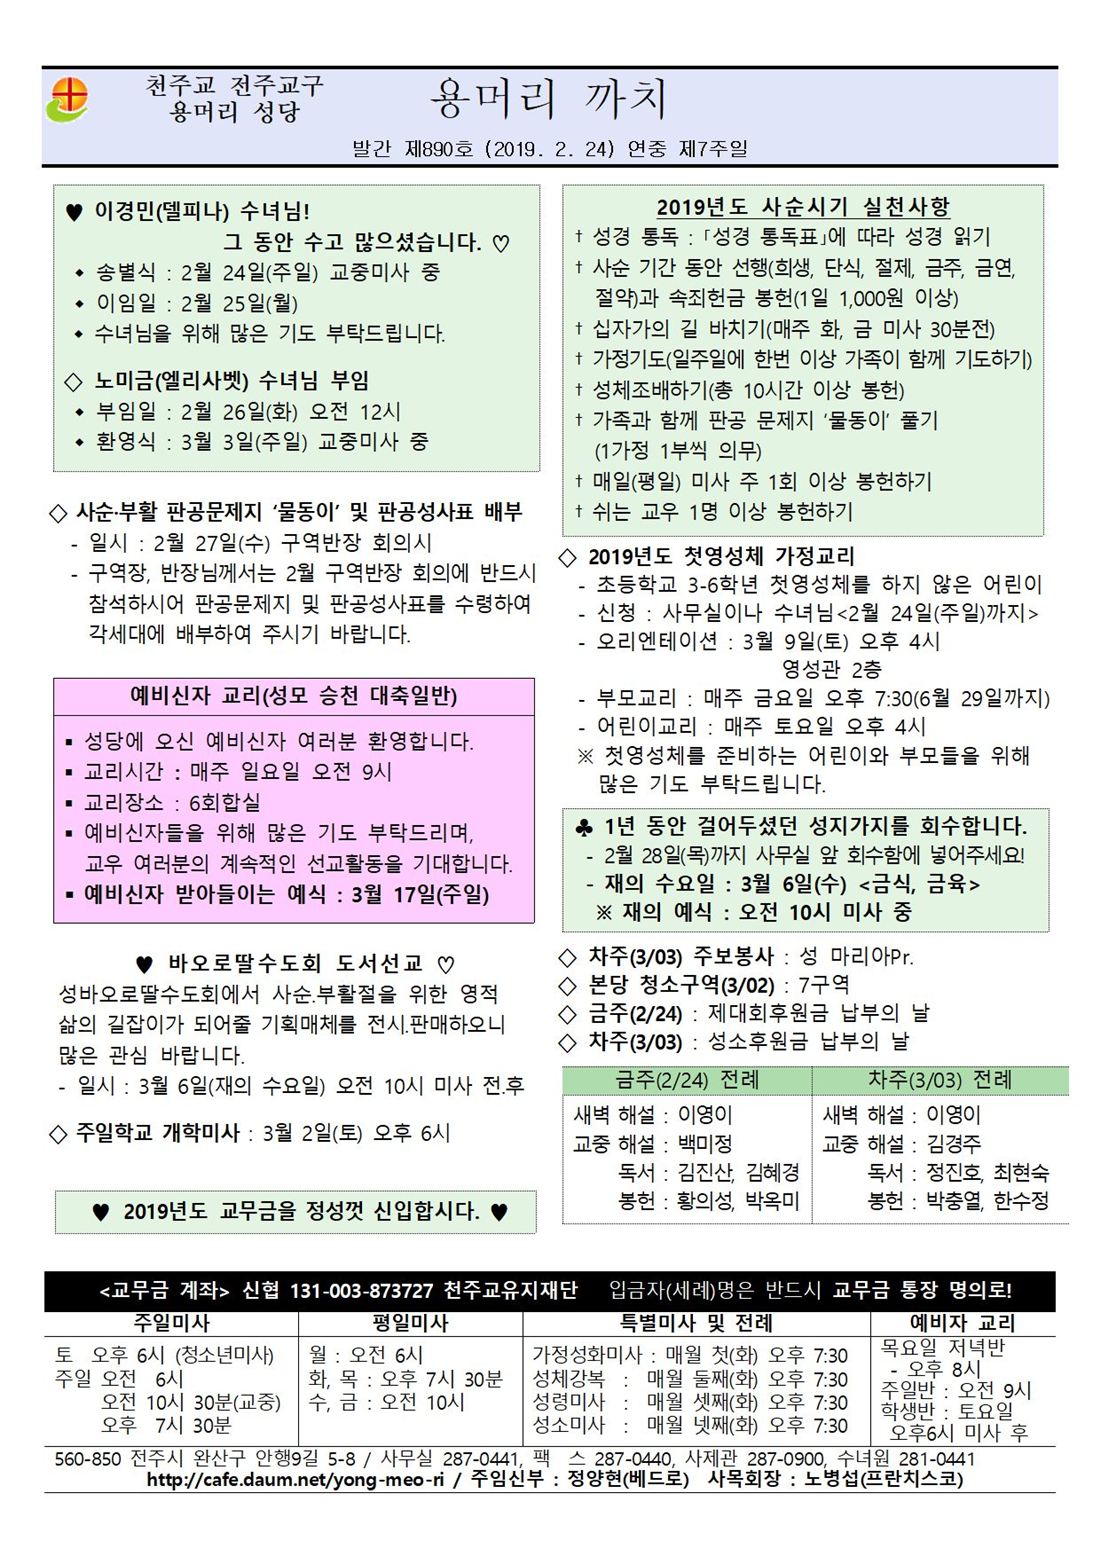 천주교 전주교구
용머리 성당
용머리 까치
발간 제890호 (2019. 2. 24) 연중 제7주일
♥ 이경민(델피나) 수녀님!
그 동안 수고 많으셨습니다. ♡
◆ 송별식 : 2월 24일(주일) 교중미사 중
◆ 이임일 : 2월 25일(월)
◆ 수녀님을 위해 많은 기도 부탁드립니다.
◇ 노미금(엘리사벳) 수녀님 부임
◆ 부임일 : 2월 26일(화) 오전 12시
◆ 환영식 : 3월 3일(주일) 교중미사 중
◇ 사순·부활 판공문제지 ‘물동이’ 및 판공성사표 배부
- 일시 : 2월 27일(수) 구역반장 회의시
- 구역장, 반장님께서는 2월 구역반장 회의에 반드시
참석하시어 판공문제지 및 판공성사표를 수령하여
각세대에 배부하여 주시기 바랍니다.
예비신자 교리(성모 승천 대축일반)
▪ 성당에 오신 예비신자 여러분 환영합니다.
▪ 교리시간 : 매주 일요일 오전 9시
▪ 교리장소 : 6회합실
▪ 예비신자들을 위해 많은 기도 부탁드리며,
교우 여러분의 계속적인 선교활동을 기대합니다.
▪ 예비신자 받아들이는 예식 : 3월 17일(주일)
♥ 바오로딸수도회 도서선교 ♡
성바오로딸수도회에서 사순.부활절을 위한 영적
삶의 길잡이가 되어줄 기획매체를 전시.판매하오니
많은 관심 바랍니다.
- 일시 : 3월 6일(재의 수요일) 오전 10시 미사 전.후
◇ 주일학교 개학미사 : 3월 2일(토) 오후 6시
♥ 2019년도 교무금을 정성껏 신입합시다. ♥
2019년도 사순시기 실천사항
† 성경 통독 : 「성경 통독표」에 따라 성경 읽기
† 사순 기간 동안 선행(희생, 단식, 절제, 금주, 금연,
절약)과 속죄헌금 봉헌(1일 1,000원 이상)
† 십자가의 길 바치기(매주 화, 금 미사 30분전)
† 가정기도(일주일에 한번 이상 가족이 함께 기도하기)
† 성체조배하기(총 10시간 이상 봉헌)
† 가족과 함께 판공 문제지 ‘물동이’ 풀기
(1가정 1부씩 의무)
† 매일(평일) 미사 주 1회 이상 봉헌하기
† 쉬는 교우 1명 이상 봉헌하기
◇ 2019년도 첫영성체 가정교리
- 초등학교 3-6학년 첫영성체를 하지 않은 어린이
- 신청 : 사무실이나 수녀님<2월 24일(주일)까지>
- 오리엔테이션 : 3월 9일(토) 오후 4시
영성관 2층
- 부모교리 : 매주 금요일 오후 7:30(6월 29일까지)
- 어린이교리 : 매주 토요일 오후 4시
※ 첫영성체를 준비하는 어린이와 부모들을 위해
많은 기도 부탁드립니다.
♣ 1년 동안 걸어두셨던 성지가지를 회수합니다.
- 2월 28일(목)까지 사무실 앞 회수함에 넣어주세요!
- 재의 수요일 : 3월 6일(수) <금식, 금육>
※ 재의 예식 : 오전 10시 미사 중
◇ 차주(3/03) 주보봉사 : 성 마리아Pr.
◇ 본당 청소구역(3/02) : 7구역
◇ 금주(2/24) : 제대회후원금 납부의 날
◇ 차주(3/03) : 성소후원금 납부의 날
금주(2/24) 전례 차주(3/03) 전례
새벽 해설 : 이영이 새벽 해설 : 이영이
교중 해설 : 백미정 교중 해설 : 김경주
독서 : 김진산, 김혜경 독서 : 정진호, 최현숙
봉헌 : 황의성, 박옥미 봉헌 : 박충열, 한수정
<교무금 계좌> 신협 131-003-873727 천주교유지재단 입금자(세례)명은 반드시 교무금 통장 명의로!
주일미사 평일미사 특별미사 및 전례 예비자 교리
토 오후 6시 (청소년미사)
주일 오전 6시
오전 10시 30분(교중)
오후 7시 30분
월 : 오전 6시
화, 목 : 오후 7시 30분
수, 금 : 오전 10시
가정성화미사 : 매월 첫(화) 오후 7:30
성체강복 : 매월 둘째(화) 오후 7:30
성령미사 : 매월 셋째(화) 오후 7:30
성소미사 : 매월 넷째(화) 오후 7:30
목요일 저녁반
- 오후 8시
주일반 : 오전 9시
학생반 : 토요일
오후6시 미사 후
560-850 전주시 완산구 안행9길 5-8 / 사무실 287-0441, 팩 스 287-0440, 사제관 287-0900, 수녀원 281-0441
http://cafe.daum.net/yong-meo-ri / 주임신부 : 정양현(베드로) 사목회장 : 노병섭(프란치스코)